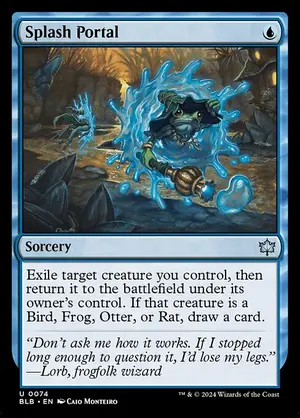 Splash Portal
Sorcery
Exile target creature you control, then
return it to the battlefield under its
owner's control. If that creature is a
Bird, Frog, Otter, or Rat, draw a card.
"Don't ask me how it works. If I stopped
long enough to question it, I'd lose my legs."
—Lorb, frogfolk wizard
U 0074
BLB • EN Caio Monteiro
™ & © 2024 Wizards of the Coast